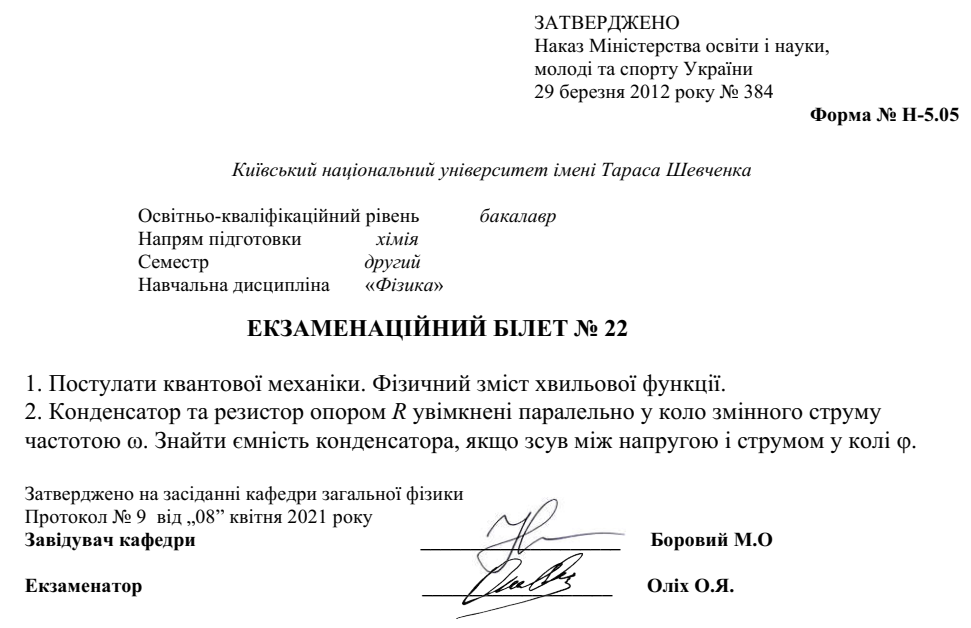 ЗАТВЕРДЖЕНО
Наказ Міністерства освіти і науки,
молоді та спорту України
29 березня 2012 року № 384
Форма № Н-5.05
Київський національний університет імені Тараса Шевченка
Освітньо-кваліфікаційний рівень бакалавр
Напрям підготовки хімія
Семестр другий
Навчальна дисципліна «Фізика»
ЕКЗАМЕНАЦІЙНИЙ БІЛЕТ № 22
1. Постулати квантової механіки. Фізичний зміст хвильової функції.
2. Конденсатор та резистор опором R увімкнені паралельно у коло змінного струму
частотою ω. Знайти ємність конденсатора, якщо зсув між напругою і струмом у колі φ.
Затверджено на засіданні кафедри загальної фізики
Протокол № 9 від „08” квітня 2021 року
Завідувач кафедри Боровий М.О
Екзаменатор Оліх О.Я.